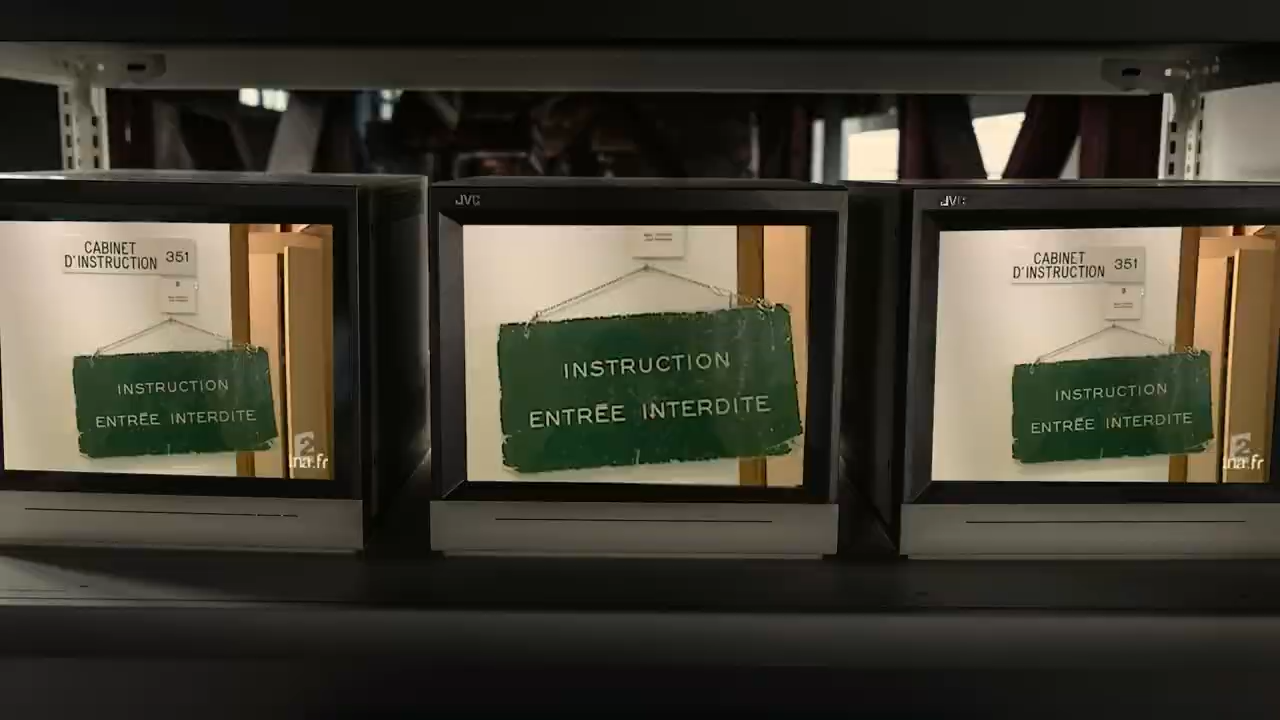 CABINET
D'INSTRUCTION 351
INSTRUCTION
ENTRÉE INTERDITE
2
ina.fr
JVC
INSTRUCTION
ENTRÉE INTERDITE
JVC
CABINET
D'INSTRUCTION 351
INSTRUCTION
ENTRÉE INTERDITE
2
ina.fr